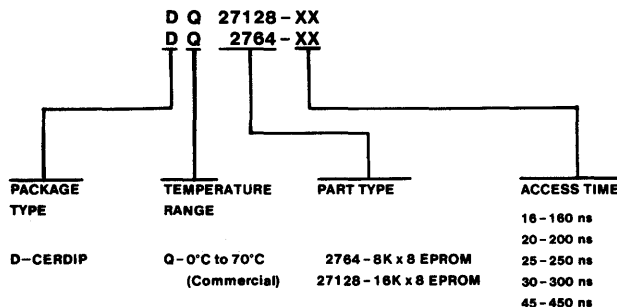 D Q 27128-XX
D Q 2764-XX
PACKAGE TYPE
TEMPERATURE RANGE
PART TYPE
ACCESS TIME
D-CERDIP
Q-0°C to 70°C
(Commercial)
2764-8K x 8 EPROM
27128-16K x 8 EPROM
16-160 ns
20-200 ns
25-250 ns
30-300 ns
45-450 ns